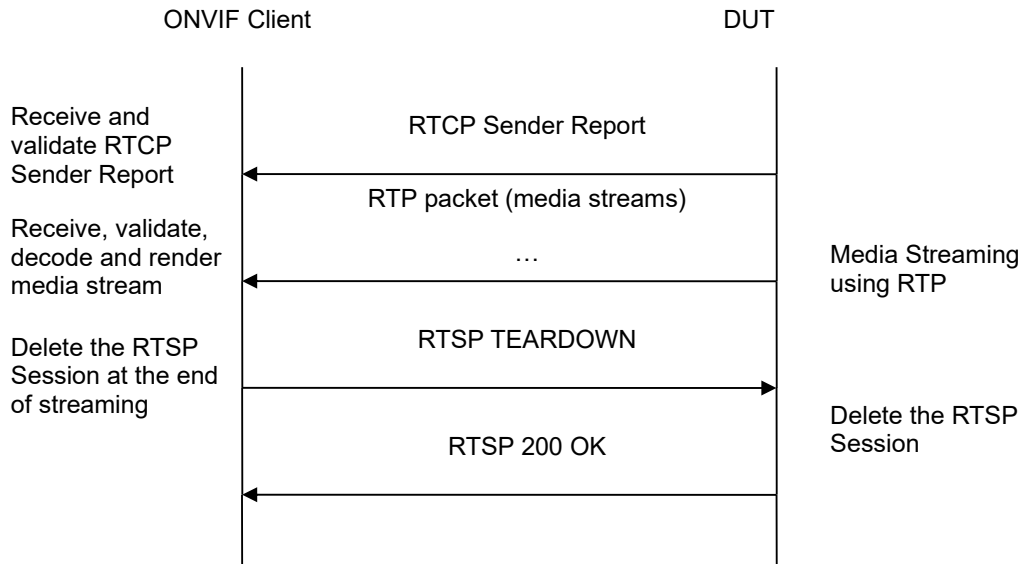 ONVIF Client
DUT
Receive and
validate RTCP
Sender Report
RTCP Sender Report
RTP packet (media streams)
Receive, validate,
decode and render
media stream
…
Media Streaming
using RTP
RTSP TEARDOWN
Delete the RTSP
Session at the end
of streaming
Delete the RTSP
Session
RTSP 200 OK